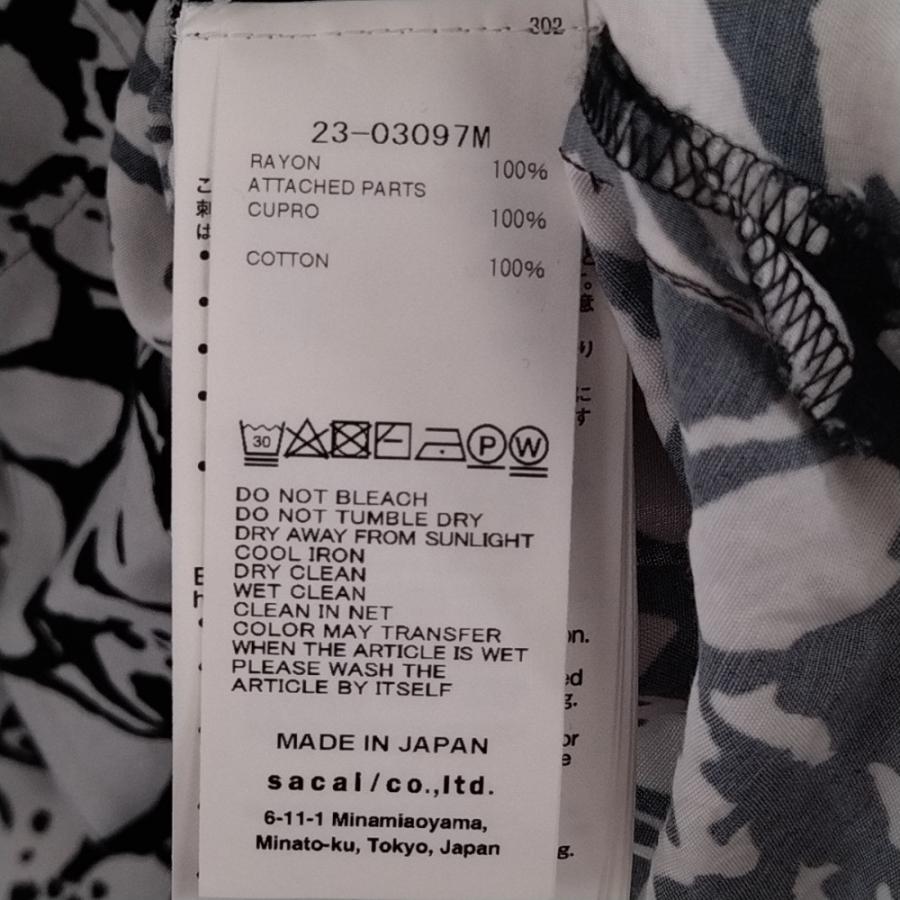 302
23-03097M
RAYON 100%
ATTACHED PARTS
CUPRO 100%
COTTON 100%
30
P W
DO NOT BLEACH
DO NOT TUMBLE DRY
DRY AWAY FROM SUNLIGHT
COOL IRON
DRY CLEAN
WET CLEAN
CLEAN IN NET
COLOR MAY TRANSFER
WHEN THE ARTICLE IS WET
PLEASE WASH THE
ARTICLE BY ITSELF
MADE IN JAPAN
sacai/co.,ltd.
6-11-1 Minamiaoyama,
Minato-ku, Tokyo, Japan